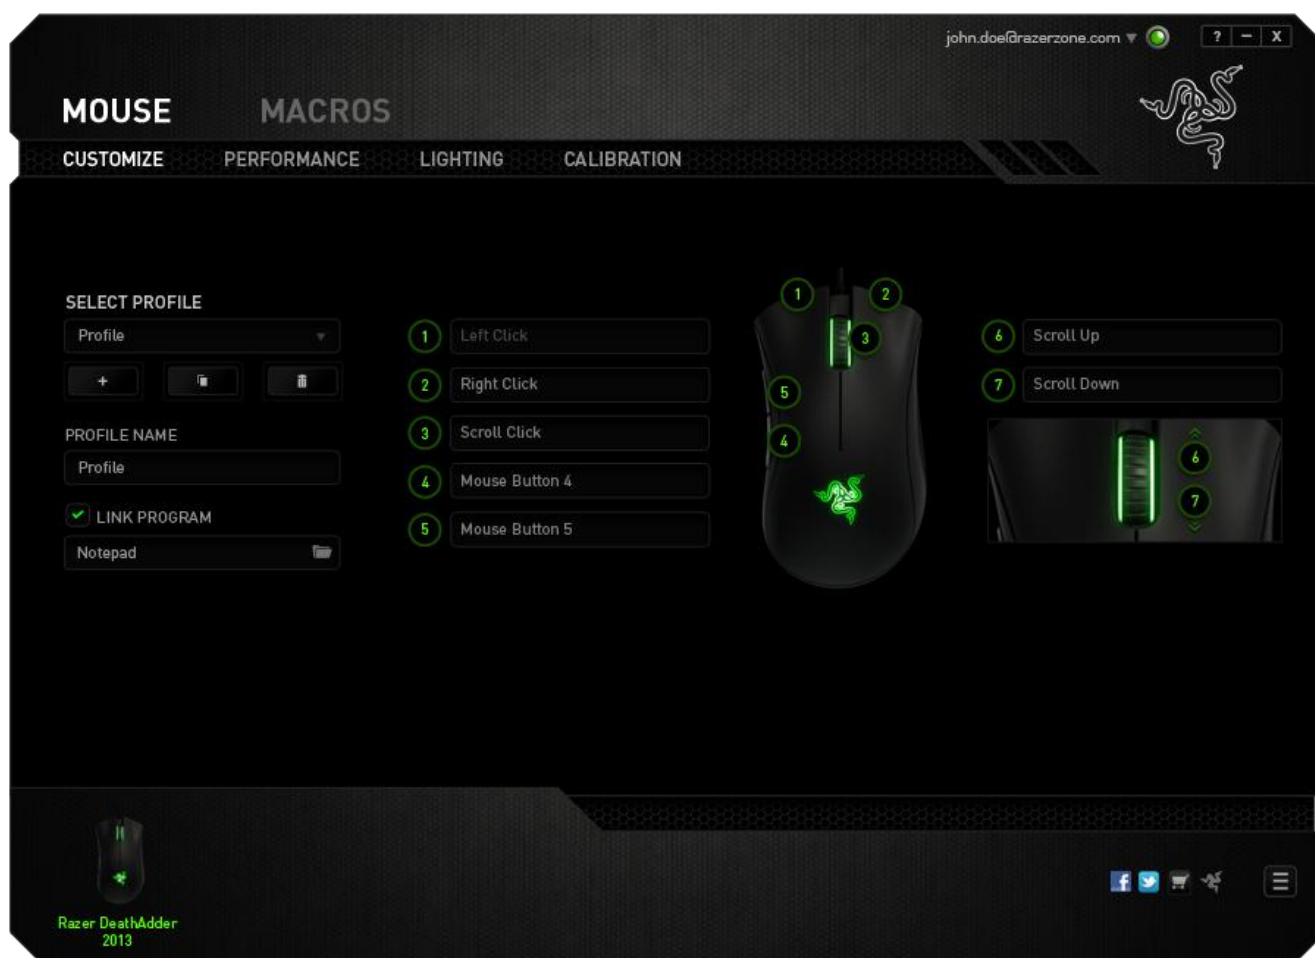 john.doe@razerzone.com
? – X
MOUSE MACROS
CUSTOMIZE PERFORMANCE LIGHTING CALIBRATION
SELECT PROFILE
Profile
+
PROFILE NAME
Profile
LINK PROGRAM
Notepad
1 Left Click
2 Right Click
3 Scroll Click
4 Mouse Button 4
5 Mouse Button 5
1 2
3
5
4
6 Scroll Up
7 Scroll Down
6
7
Razer DeathAdder
2013